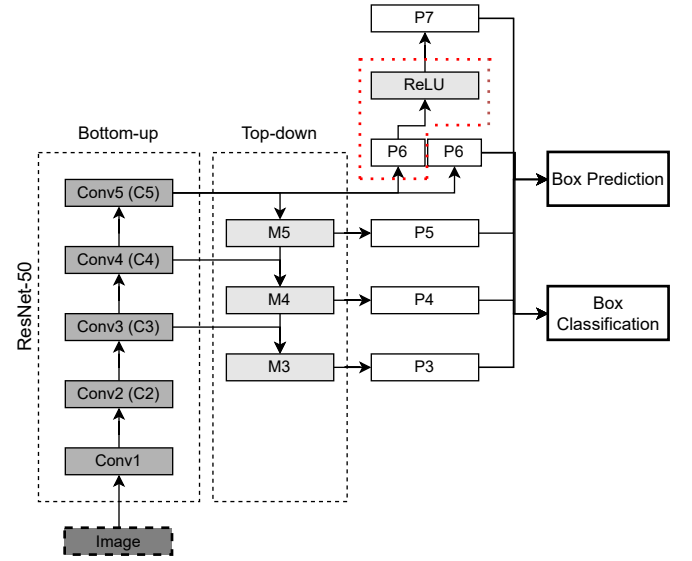 P7
ReLU
Bottom-up
Top-down
P6
P6
Conv5 (C5)
Box Prediction
M5
P5
Conv4 (C4)
ResNet-50
M4
P4
Conv3 (C3)
Box
Classification
M3
P3
Conv2 (C2)
Conv1
Image